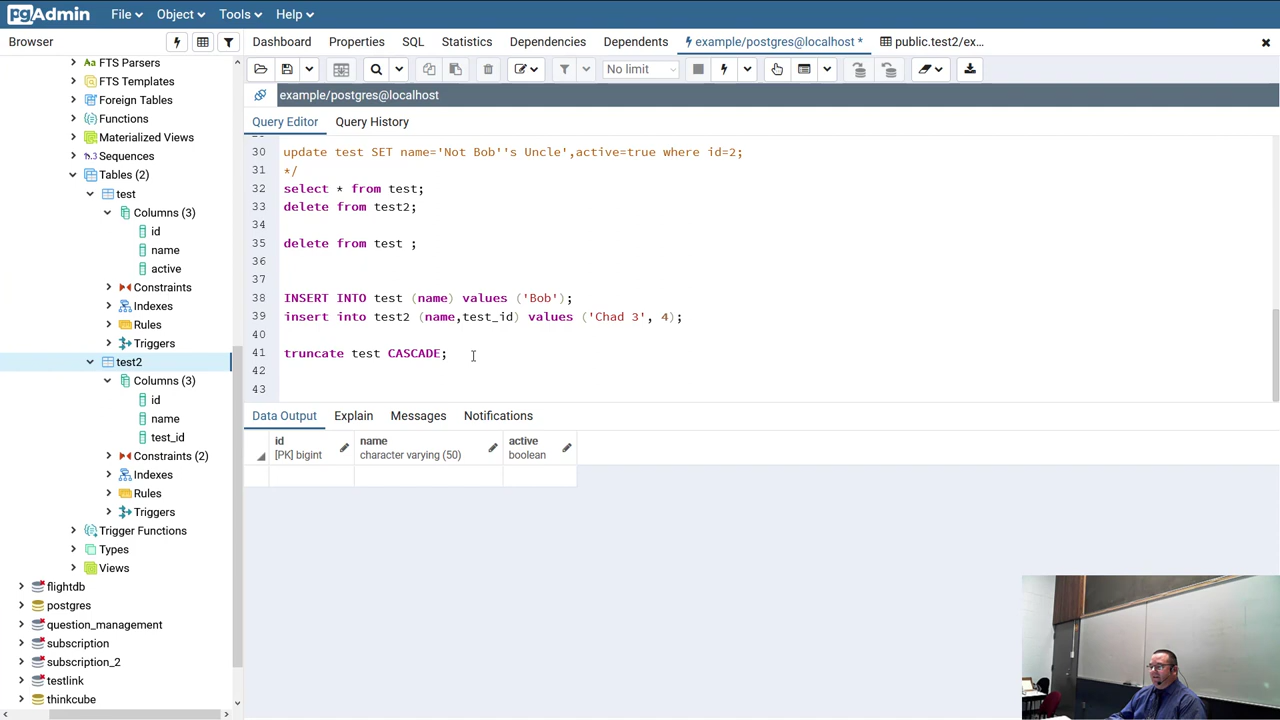 pgAdmin File Object Tools Help
Browser Dashboard Properties SQL Statistics Dependencies Dependents example/postgres@localhost * public.test2/ex...
FTS Parsers
FTS Templates
Foreign Tables
Functions
Materialized Views
1.3 Sequences
Tables (2)
test
Columns (3)
id
name
active
Constraints
Indexes
Rules
Triggers
test2
Columns (3)
id
name
test_id
Constraints (2)
Indexes
Rules
Triggers
Trigger Functions
Types
Views
flightdb
postgres
question_management
subscription
subscription_2
testlink
thinkcube
No limit
example/postgres@localhost
Query Editor Query History
30 update test SET name='Not Bob''s Uncle',active=true where id=2;
31 */
32 select * from test;
33 delete from test2;
34
35 delete from test ;
36
37
38 INSERT INTO test (name) values ('Bob');
39 insert into test2 (name,test_id) values ('Chad 3', 4);
40
41 truncate test CASCADE;
42
43
Data Output Explain Messages Notifications
id name active
[PK] bigint character varying (50) boolean